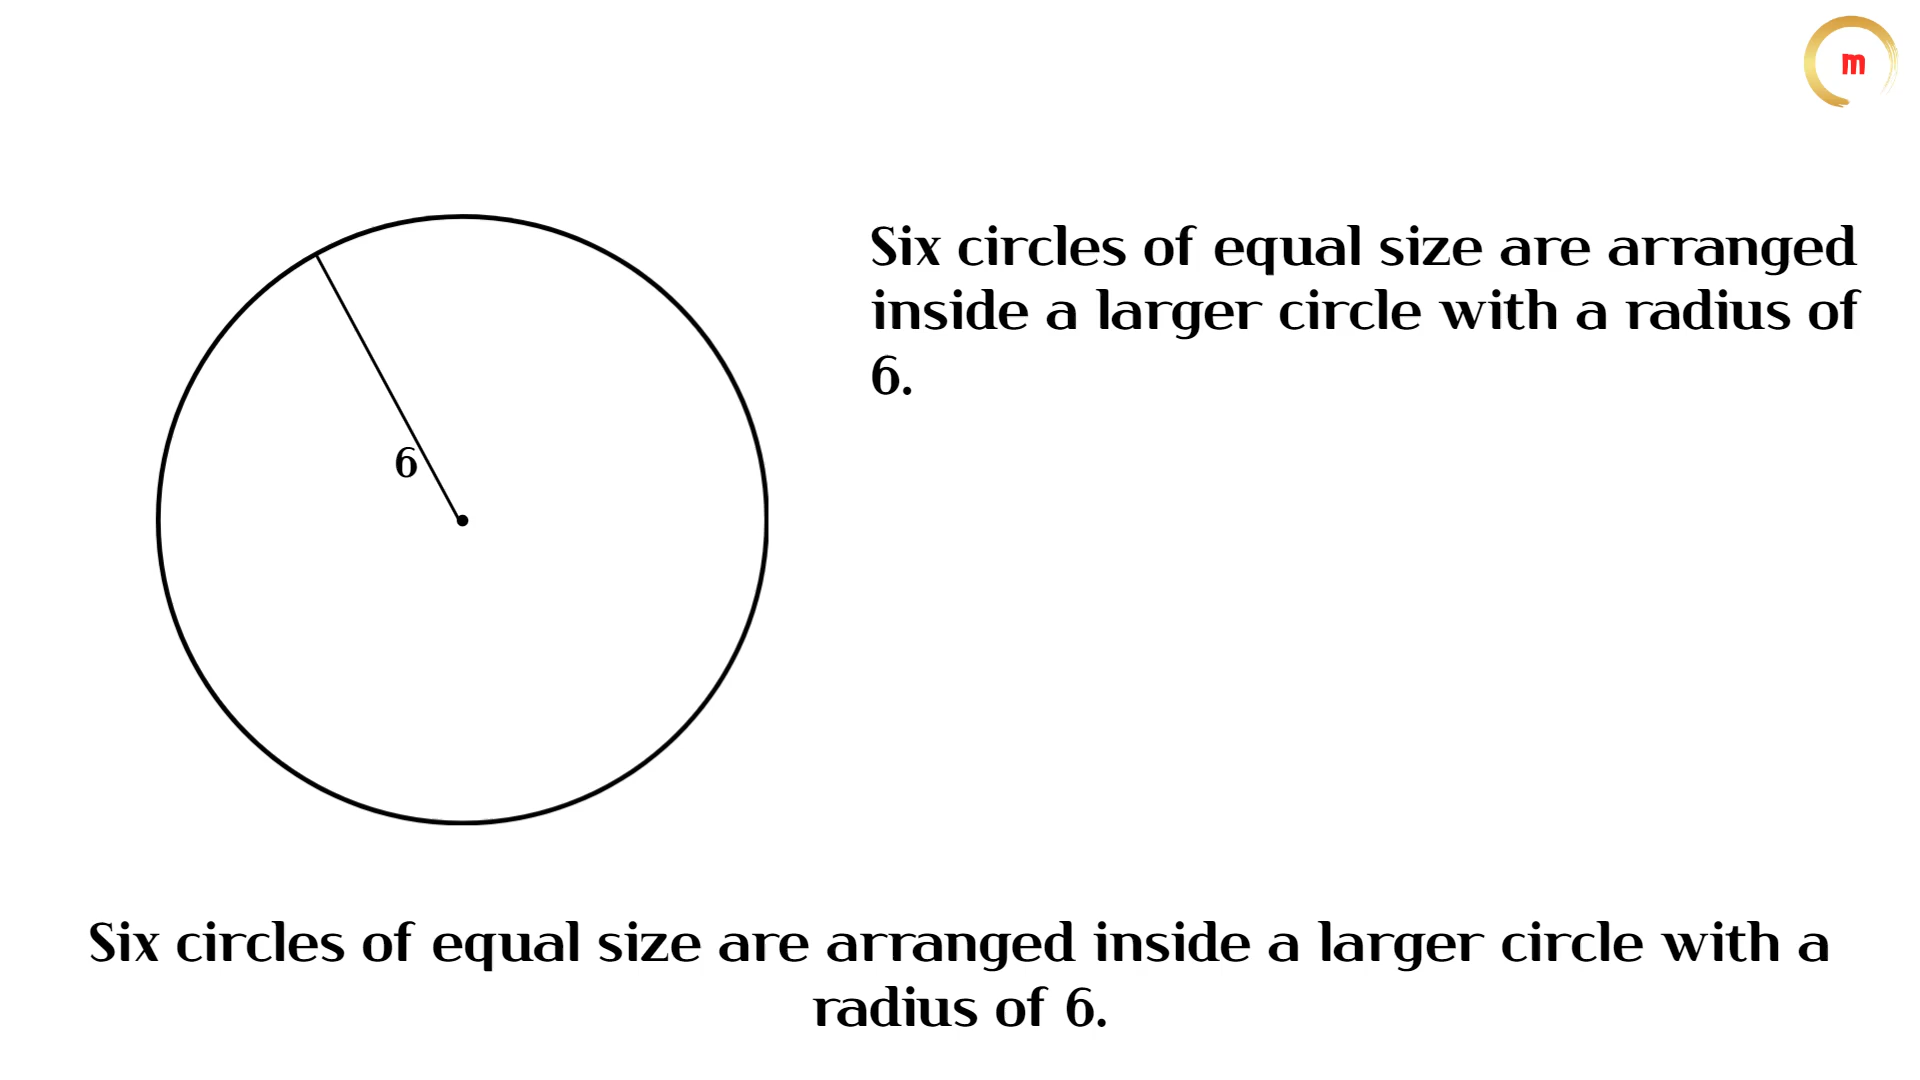 m
Six circles of equal size are arranged
inside a larger circle with a radius of
6.
6
Six circles of equal size are arranged inside a larger circle with a
radius of 6.